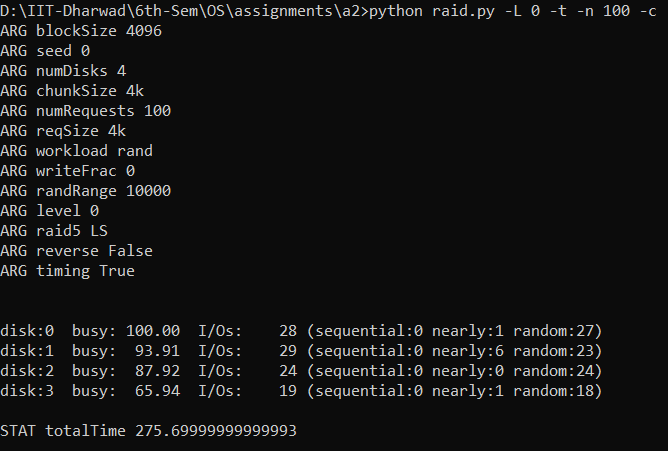 D:\IIT-Dharwad\6th-Sem\OS\assignments\a2>python raid.py -L 0 -t -n 100 -c
ARG blockSize 4096
ARG seed 0
ARG numDisks 4
ARG chunkSize 4k
ARG numRequests 100
ARG reqSize 4k
ARG workload rand
ARG writeFrac 0
ARG randRange 10000
ARG level 0
ARG raid5 LS
ARG reverse False
ARG timing True
disk:0  busy: 100.00  I/Os:    28 (sequential:0 nearly:1 random:27)
disk:1  busy:  93.91  I/Os:    29 (sequential:0 nearly:6 random:23)
disk:2  busy:  87.92  I/Os:    24 (sequential:0 nearly:0 random:24)
disk:3  busy:  65.94  I/Os:    19 (sequential:0 nearly:1 random:18)
STAT totalTime 275.69999999999993